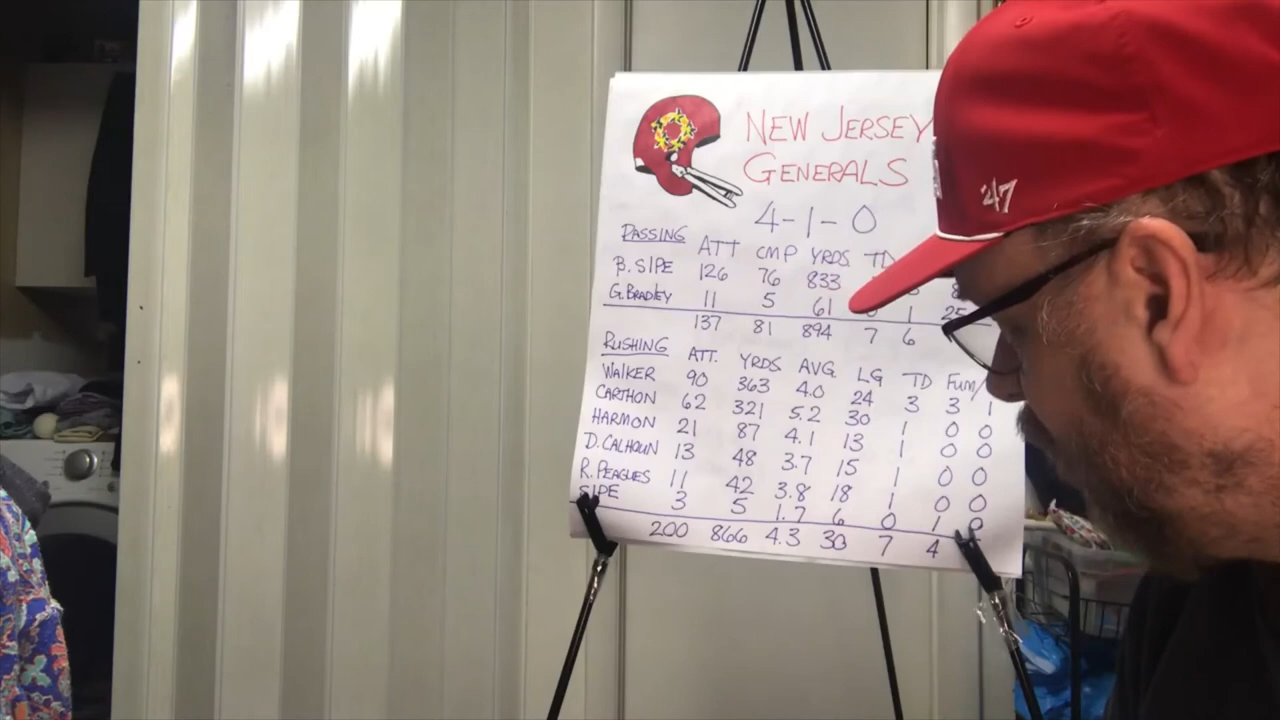 NEW JERSEY
GENERALS
4-1-0
PASSING ATT CMP YRDS TD
B. SIPE 126 76 833
G. BRADLEY 11 5 61 0 1 25
137 81 894 7 6
RUSHING ATT. YRDS AVG. LG TD FUM/
WALKER 90 363 4.0 24 3 3 1
CARTHON 62 321 5.2 30 1 0 0
HARMON 21 87 4.1 13 1 0 0
D. CALHOUN 13 48 3.7 15 1 0 0
R. PEAGUES 11 42 3.8 18 1 0 0
SIPE 3 5 1.7 6 0 1 0
200 866 4.3 30 7 4
'47